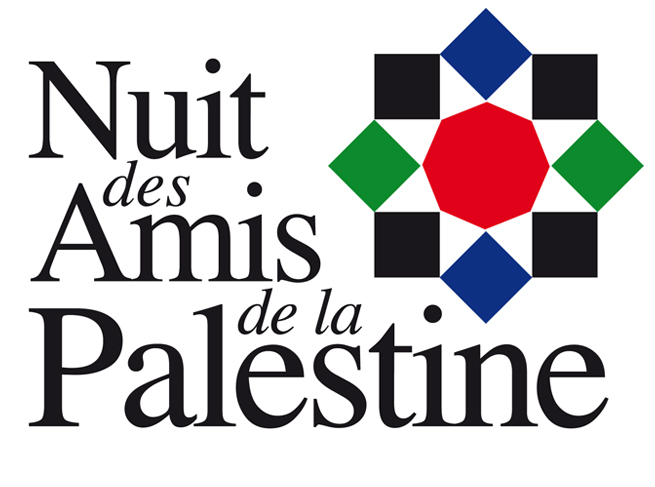 Nuit
des
Amis
de la
Palestine